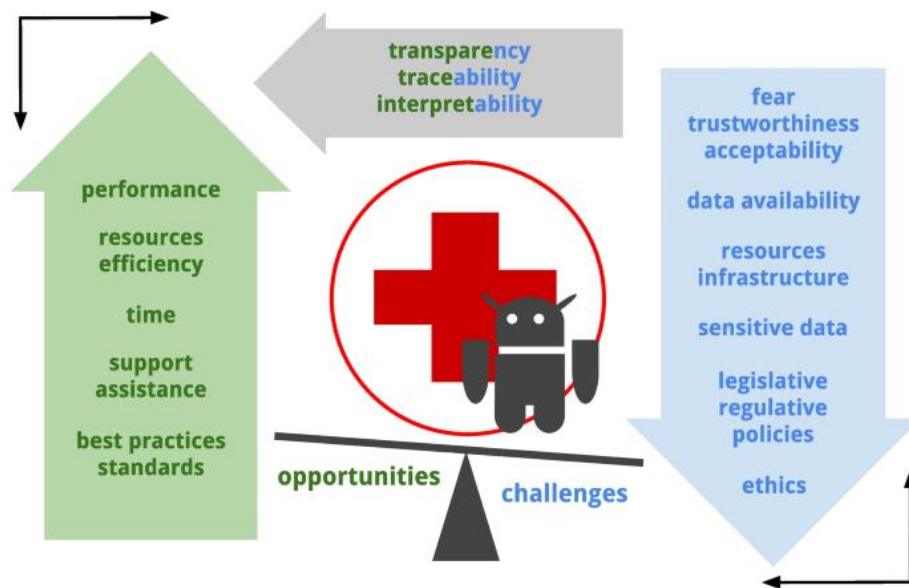 transparency
traceability
interpretability
performance
resources
efficiency
time
support
assistance
best practices
standards
opportunities
challenges
fear
trustworthiness
acceptability
data availability
resources
infrastructure
sensitive data
legislative
regulative
policies
ethics